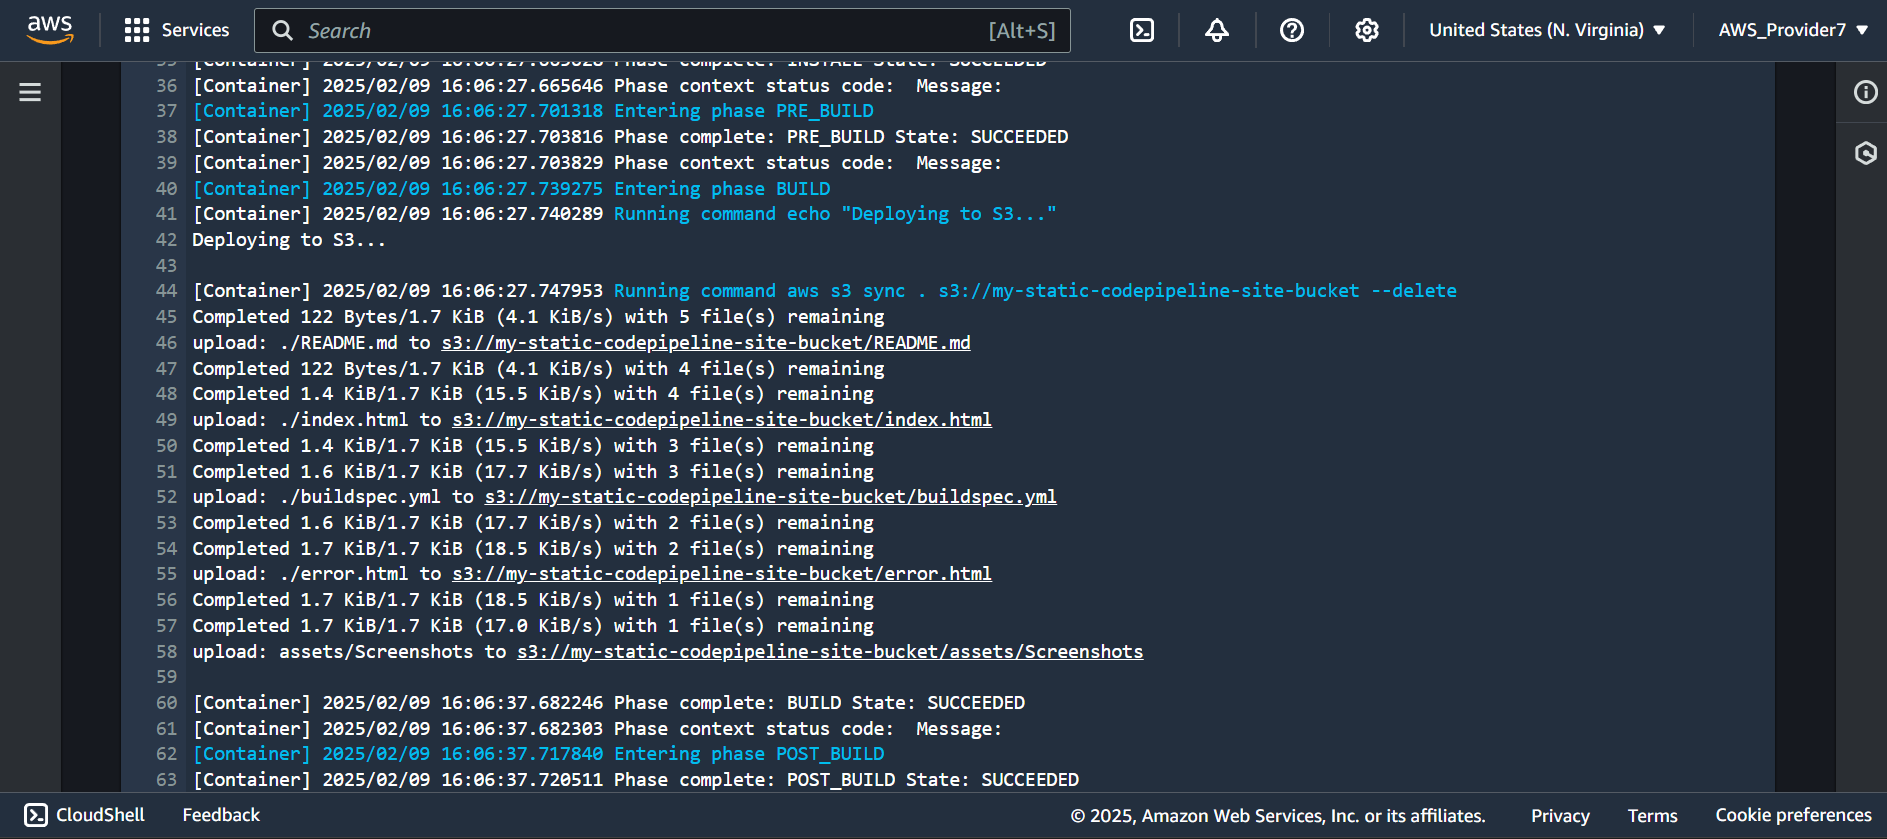 aws Services Search [Alt+S] United States (N. Virginia) AWS_Provider7
35 [Container] 2025/02/09 16:06:27.665628 Phase complete: INSTALL State: SUCCEEDED
36 [Container] 2025/02/09 16:06:27.665646 Phase context status code:  Message:
37 [Container] 2025/02/09 16:06:27.701318 Entering phase PRE_BUILD
38 [Container] 2025/02/09 16:06:27.703816 Phase complete: PRE_BUILD State: SUCCEEDED
39 [Container] 2025/02/09 16:06:27.703829 Phase context status code:  Message:
40 [Container] 2025/02/09 16:06:27.739275 Entering phase BUILD
41 [Container] 2025/02/09 16:06:27.740289 Running command echo "Deploying to S3..."
42 Deploying to S3...
43
44 [Container] 2025/02/09 16:06:27.747953 Running command aws s3 sync . s3://my-static-codepipeline-site-bucket --delete
45 Completed 122 Bytes/1.7 KiB (4.1 KiB/s) with 5 file(s) remaining
46 upload: ./README.md to s3://my-static-codepipeline-site-bucket/README.md
47 Completed 122 Bytes/1.7 KiB (4.1 KiB/s) with 4 file(s) remaining
48 Completed 1.4 KiB/1.7 KiB (15.5 KiB/s) with 4 file(s) remaining
49 upload: ./index.html to s3://my-static-codepipeline-site-bucket/index.html
50 Completed 1.4 KiB/1.7 KiB (15.5 KiB/s) with 3 file(s) remaining
51 Completed 1.6 KiB/1.7 KiB (17.7 KiB/s) with 3 file(s) remaining
52 upload: ./buildspec.yml to s3://my-static-codepipeline-site-bucket/buildspec.yml
53 Completed 1.6 KiB/1.7 KiB (17.7 KiB/s) with 2 file(s) remaining
54 Completed 1.7 KiB/1.7 KiB (18.5 KiB/s) with 2 file(s) remaining
55 upload: ./error.html to s3://my-static-codepipeline-site-bucket/error.html
56 Completed 1.7 KiB/1.7 KiB (18.5 KiB/s) with 1 file(s) remaining
57 Completed 1.7 KiB/1.7 KiB (17.0 KiB/s) with 1 file(s) remaining
58 upload: assets/Screenshots to s3://my-static-codepipeline-site-bucket/assets/Screenshots
59
60 [Container] 2025/02/09 16:06:37.682246 Phase complete: BUILD State: SUCCEEDED
61 [Container] 2025/02/09 16:06:37.682303 Phase context status code:  Message:
62 [Container] 2025/02/09 16:06:37.717840 Entering phase POST_BUILD
63 [Container] 2025/02/09 16:06:37.720511 Phase complete: POST_BUILD State: SUCCEEDED
CloudShell Feedback © 2025, Amazon Web Services, Inc. or its affiliates. Privacy Terms Cookie preferences